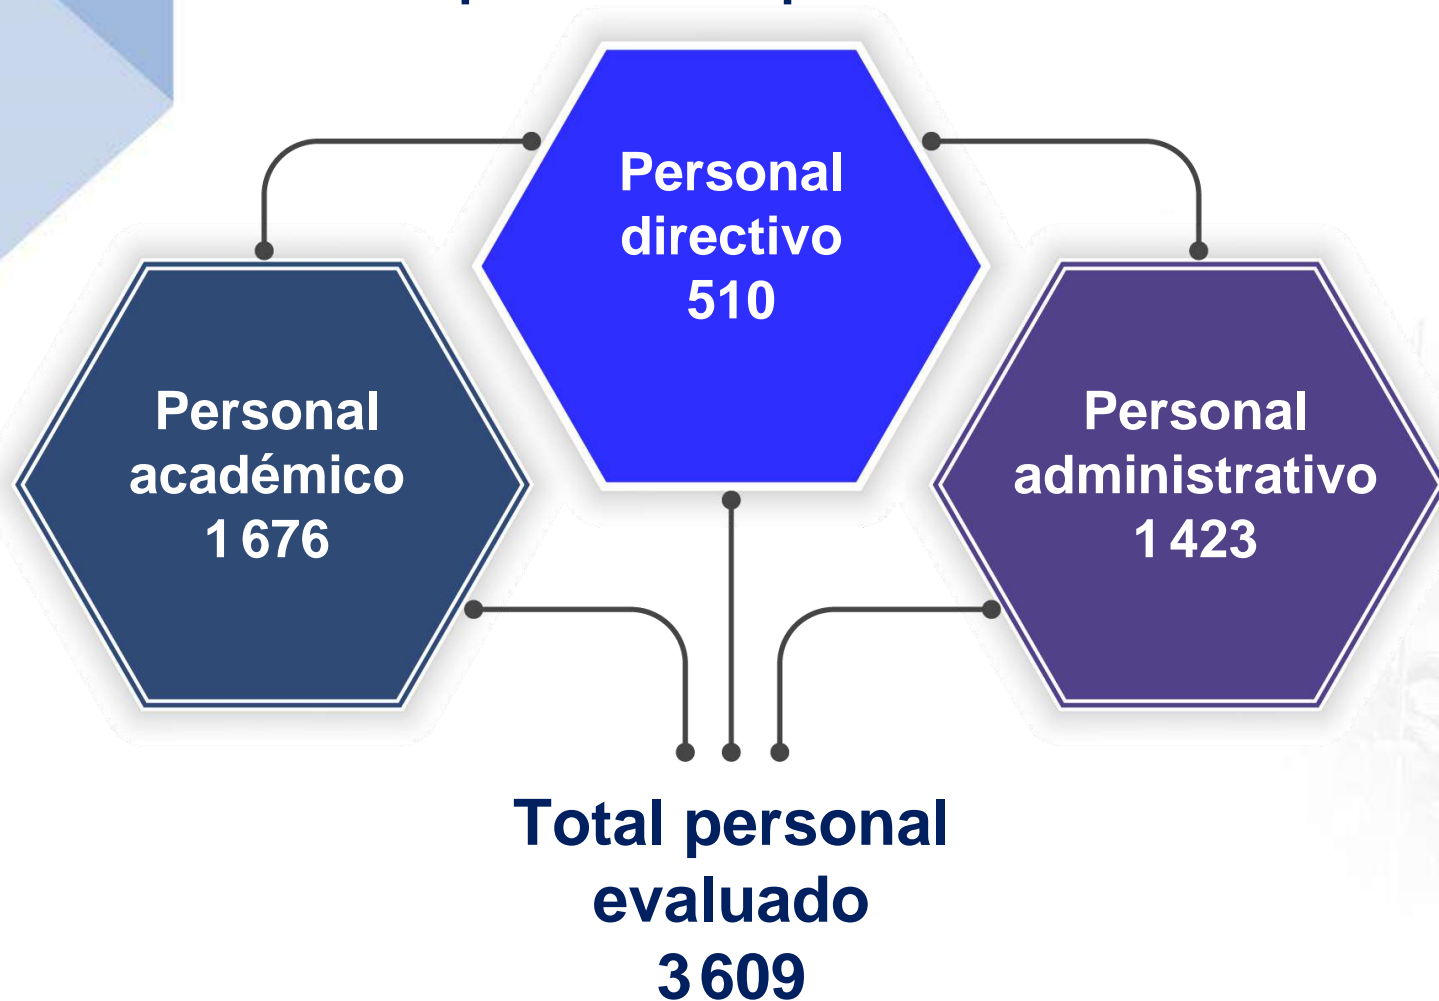 Personal
directivo
510
Personal
académico
1 676
Personal
administrativo
1 423
Total personal
evaluado
3 609